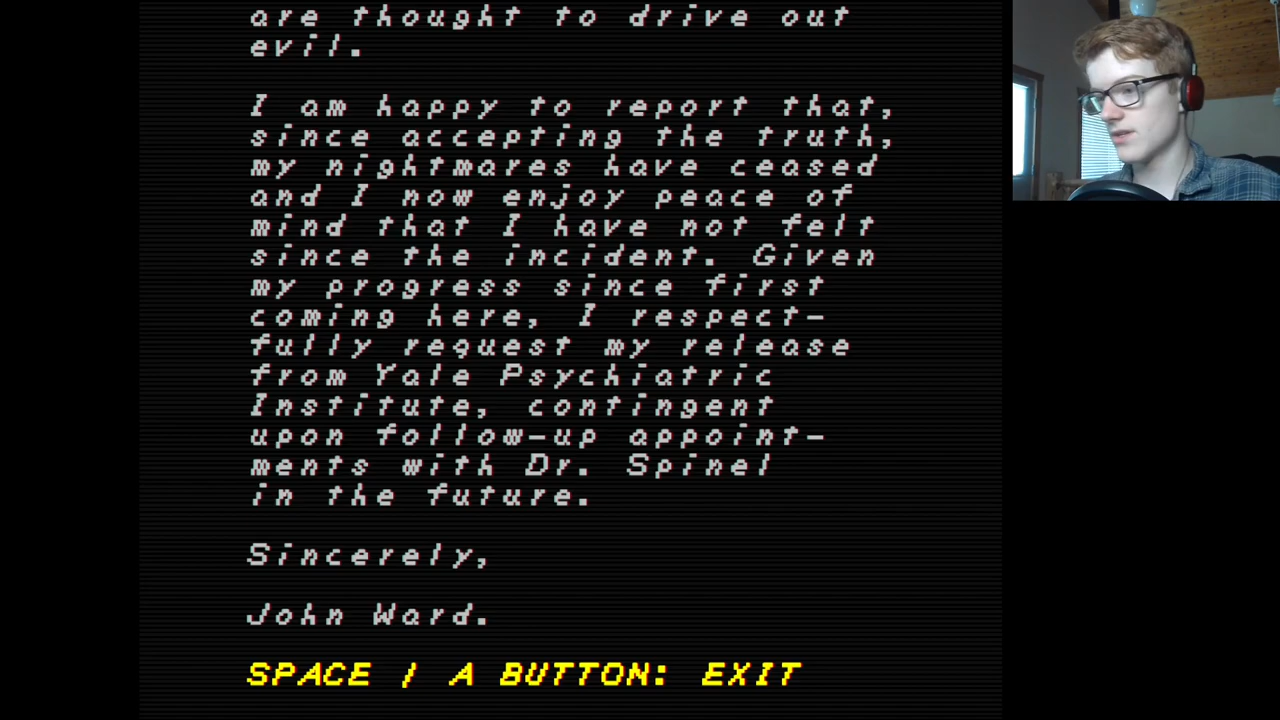 are thought to drive out
evil.
I am happy to report that,
since accepting the truth,
my nightmares have ceased
and I now enjoy peace of
mind that I have not felt
since the incident. Given
my progress since first
coming here, I respect-
fully request my release
from Yale Psychiatric
Institute, contingent
upon follow-up appoint-
ments with Dr. Spinel
in the future.
Sincerely,
John Ward.
SPACE / A BUTTON: EXIT